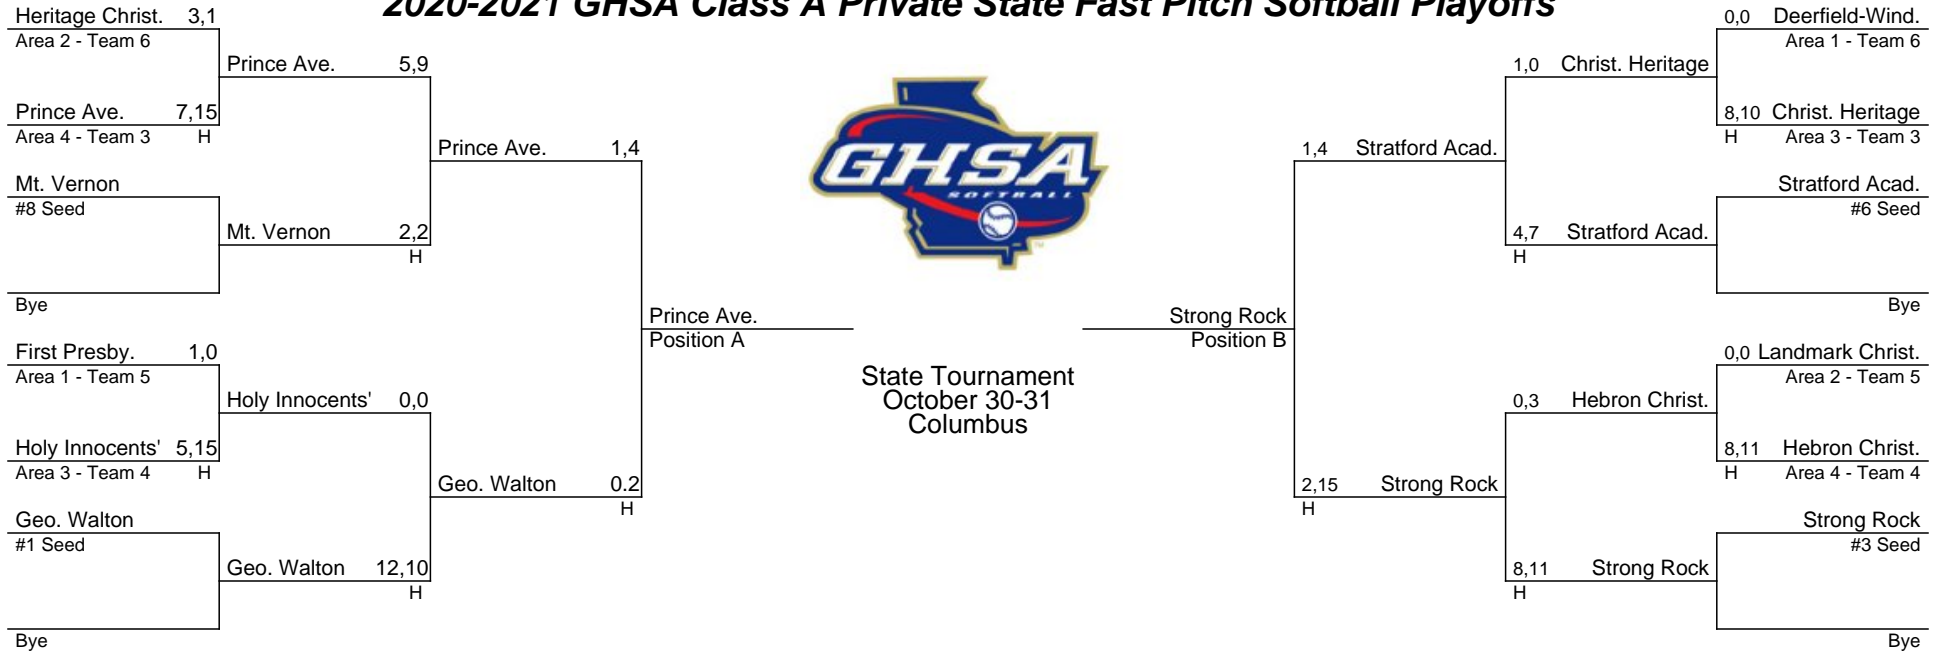 2020-2021 GHSA Class A Private State Fast Pitch Softball Playoffs
Heritage Christ. 3,1
Area 2 - Team 6
Prince Ave. 5,9
Prince Ave. 7,15
Area 4 - Team 3 H
Prince Ave. 1,4
Mt. Vernon
#8 Seed
Mt. Vernon 2,2
H
Bye
Prince Ave.
Position A
First Presby. 1,0
Area 1 - Team 5
Holy Innocents' 0,0
Holy Innocents' 5,15
Area 3 - Team 4 H
Geo. Walton 0.2
H
Geo. Walton
#1 Seed
Geo. Walton 12,10
H
Bye
GHSA
SOFTBALL
TM
State Tournament
October 30-31
Columbus
0,0 Deerfield-Wind.
Area 1 - Team 6
1,0 Christ. Heritage
8,10 Christ. Heritage
H Area 3 - Team 3
1,4 Stratford Acad.
Stratford Acad.
#6 Seed
4,7 Stratford Acad.
H
Bye
Strong Rock
Position B
0,0 Landmark Christ.
Area 2 - Team 5
0,3 Hebron Christ.
8,11 Hebron Christ.
H Area 4 - Team 4
2,15 Strong Rock
H
Strong Rock
#3 Seed
8,11 Strong Rock
H
Bye